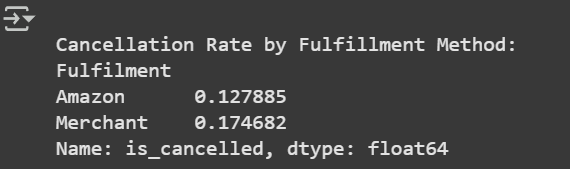 Cancellation Rate by Fulfillment Method:
Fulfilment
Amazon      0.127885
Merchant    0.174682
Name: is_cancelled, dtype: float64